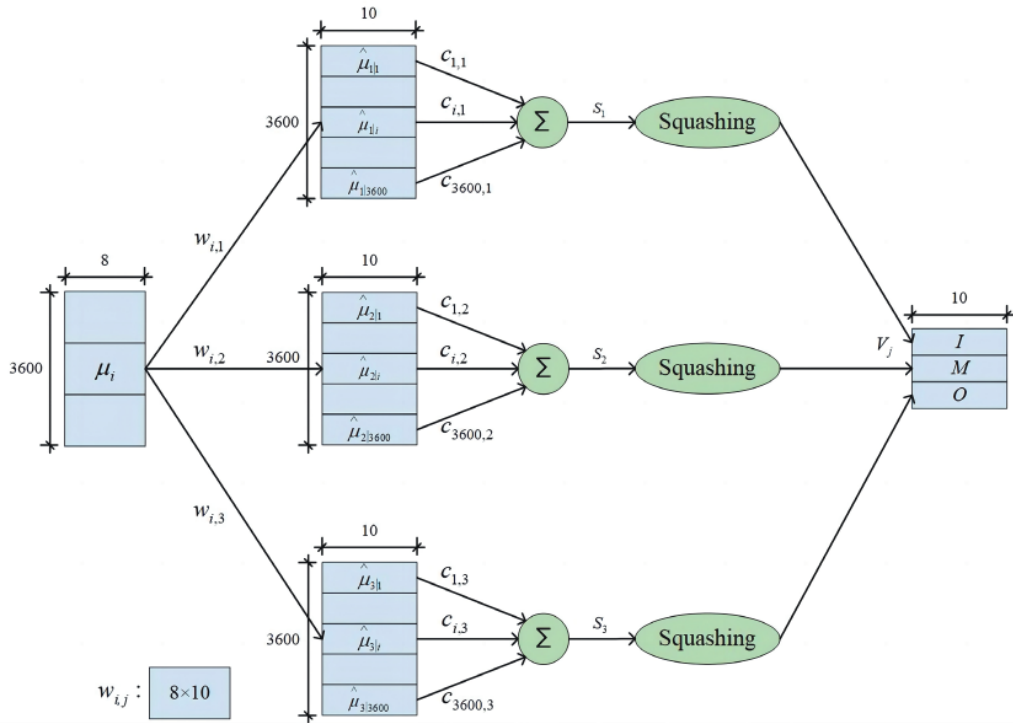 10
3600
μ̂_{1|1}
μ̂_{1|i}
μ̂_{1|3600}
c_{1,1}
c_{i,1}
c_{3600,1}
Σ
S_1
Squashing
w_{i,1}
8
3600
μ_i
w_{i,2}
10
3600
μ̂_{2|1}
μ̂_{2|i}
μ̂_{2|3600}
c_{1,2}
c_{i,2}
c_{3600,2}
Σ
S_2
Squashing
V_j
10
I
M
O
w_{i,3}
10
3600
μ̂_{3|1}
μ̂_{3|i}
μ̂_{3|3600}
c_{1,3}
c_{i,3}
c_{3600,3}
Σ
S_3
Squashing
w_{i,j} : 8×10